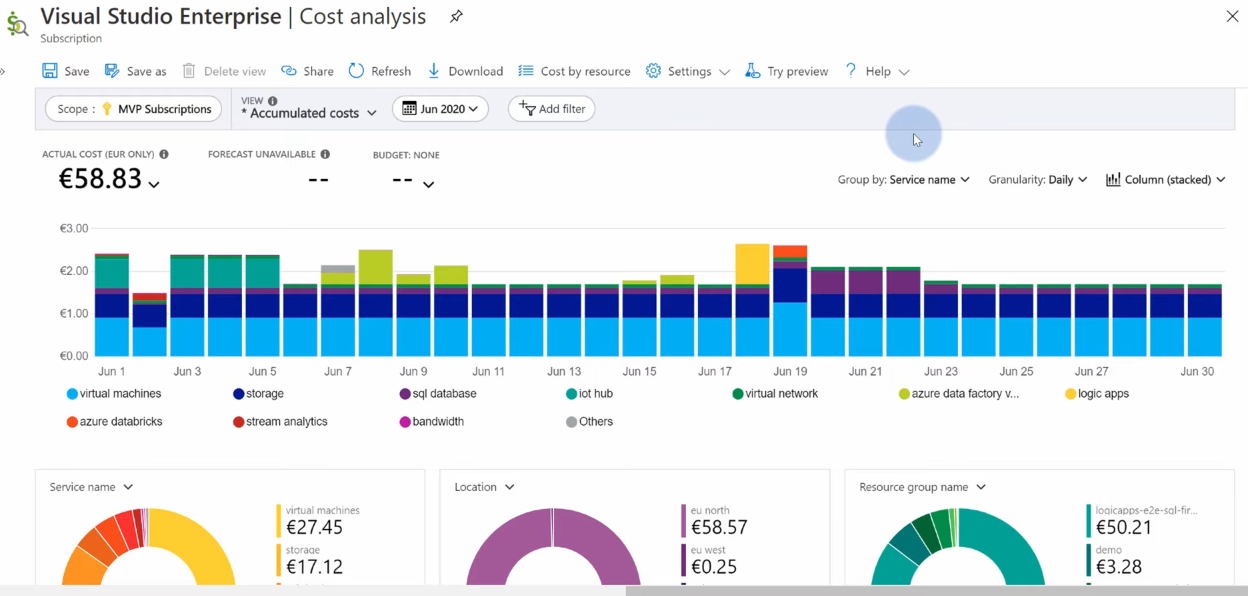 Visual Studio Enterprise | Cost analysis
Subscription
Save Save as Delete view Share Refresh Download Cost by resource Settings Try preview ? Help
Scope : MVP Subscriptions
VIEW
* Accumulated costs
Jun 2020
Add filter
ACTUAL COST (EUR ONLY)
€58.83
FORECAST UNAVAILABLE
--
BUDGET: NONE
--
Group by: Service name Granularity: Daily Column (stacked)
€3.00
€2.00
€1.00
€0.00
Jun 1 Jun 3 Jun 5 Jun 7 Jun 9 Jun 11 Jun 13 Jun 15 Jun 17 Jun 19 Jun 21 Jun 23 Jun 25 Jun 27 Jun 30
virtual machines storage sql database iot hub virtual network azure data factory v... logic apps
azure databricks stream analytics bandwidth Others
Service name
virtual machines
€27.45
storage
€17.12
Location
eu north
€58.57
eu west
€0.25
Resource group name
logicapps-e2e-sql-fir...
€50.21
demo
€3.28